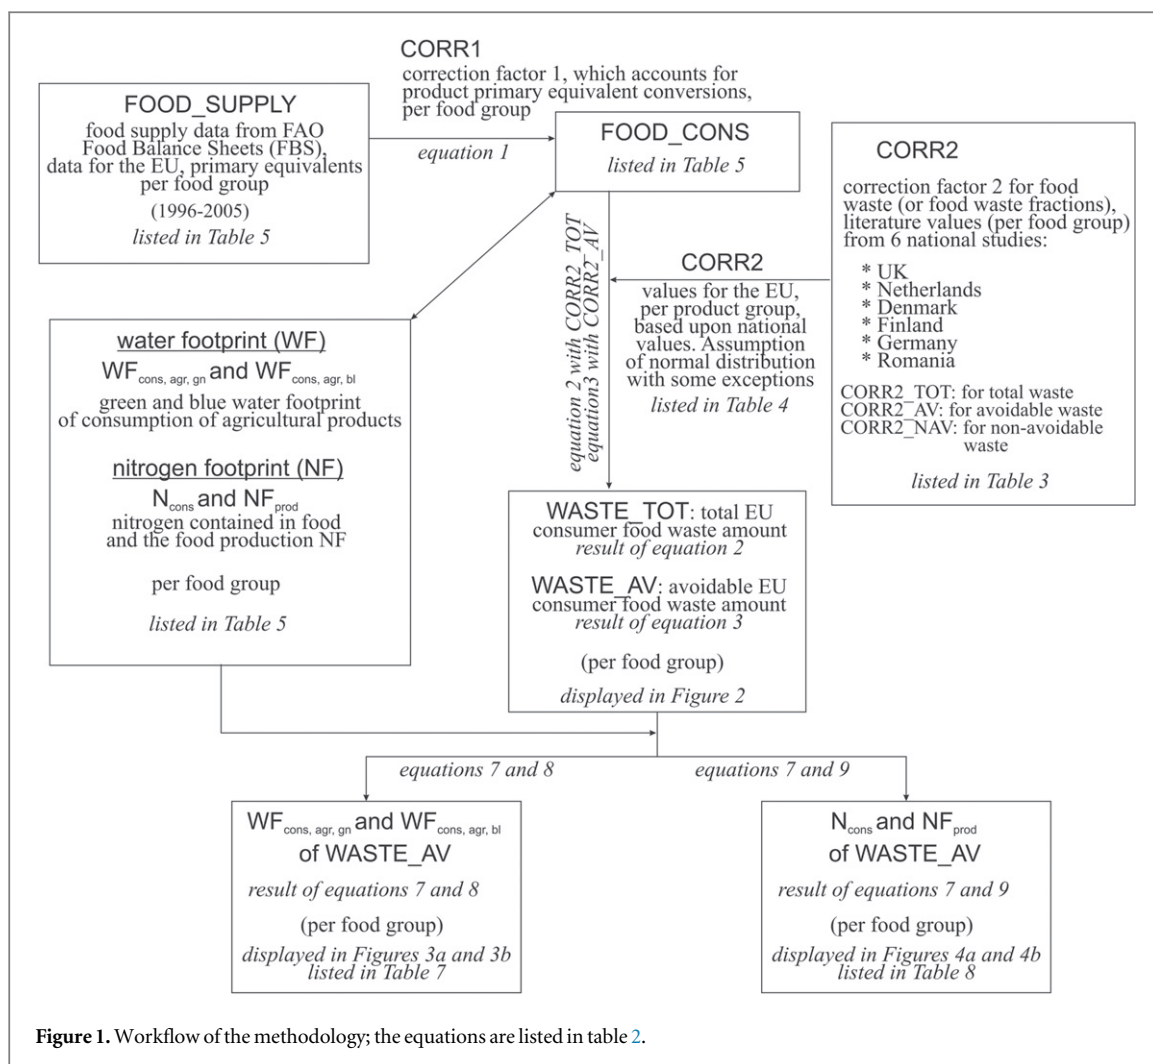 CORR1
correction factor 1, which accounts for
product primary equivalent conversions,
per food group
FOOD_SUPPLY
food supply data from FAO
Food Balance Sheets (FBS),
data for the EU, primary equivalents
per food group
(1996-2005)
listed in Table 5
equation 1
FOOD_CONS
listed in Table 5
CORR2
correction factor 2 for food
waste (or food waste fractions),
literature values (per food group)
from 6 national studies:
* UK
* Netherlands
* Denmark
* Finland
* Germany
* Romania
CORR2_TOT: for total waste
CORR2_AV: for avoidable waste
CORR2_NAV: for non-avoidable
waste
listed in Table 3
equation 2 with CORR2_TOT
equation3 with CORR2_AV
CORR2
values for the EU,
per product group,
based upon national
values. Assumption
of normal distribution
with some exceptions
listed in Table 4
water footprint (WF)
WFcons, agr, gn and WFcons, agr, bl
green and blue water footprint
of consumption of agricultural products
nitrogen footprint (NF)
Ncons and NFprod
nitrogen contained in food
and the food production NF
per food group
listed in Table 5
WASTE_TOT: total EU
consumer food waste amount
result of equation 2
WASTE_AV: avoidable EU
consumer food waste amount
result of equation 3
(per food group)
displayed in Figure 2
equations 7 and 8
equations 7 and 9
WFcons, agr, gn and WFcons, agr, bl
of WASTE_AV
result of equations 7 and 8
(per food group)
displayed in Figures 3a and 3b
listed in Table 7
Ncons and NFprod
of WASTE_AV
result of equations 7 and 9
(per food group)
displayed in Figures 4a and 4b
listed in Table 8
Figure 1. Workflow of the methodology; the equations are listed in table 2.